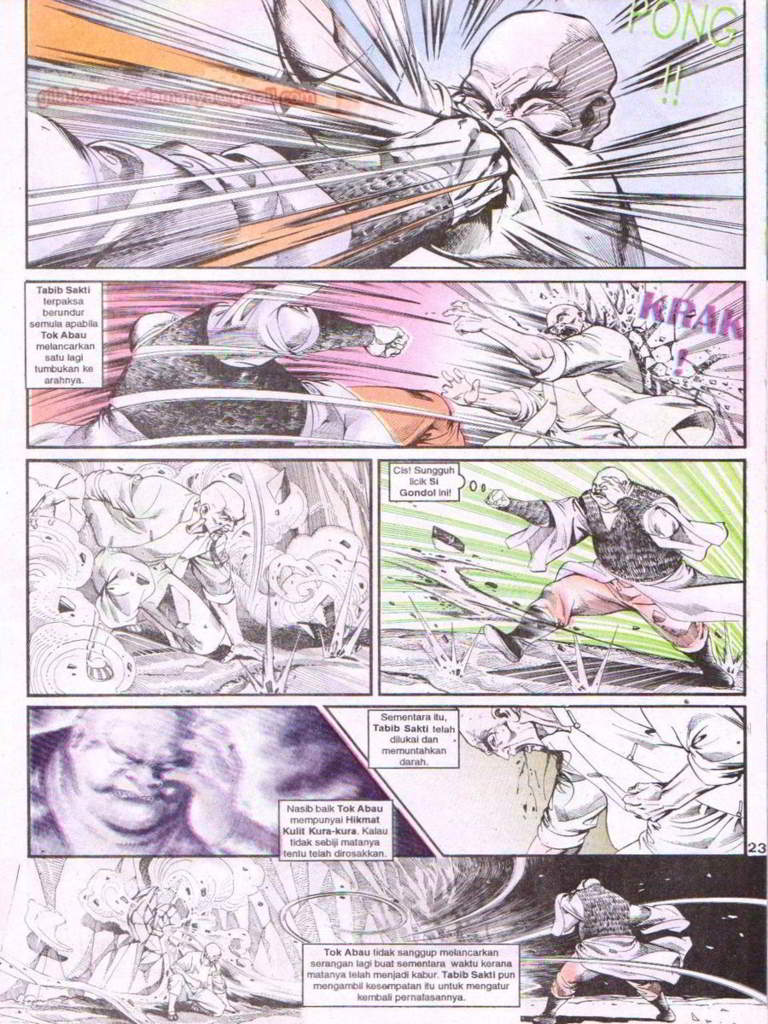 PONG
!!
gilakomikselamanya@gmail.com
Tabib Sakti
terpaksa
berundur
semula apabila
Tok Abau
melancarkan
satu lagi
tumbukan ke
arahnya.
KRAK
!
Cis! Sungguh
licik Si
Gondol ini!
Sementara itu,
Tabib Sakti telah
dilukai dan
memuntahkan
darah.
Nasib baik Tok Abau
mempunyai Hikmat
Kulit Kura-kura. Kalau
tidak sebiji matanya
tentu telah dirosakkan.
23
Tok Abau tidak sanggup melancarkan
serangan lagi buat sementara waktu kerana
matanya telah menjadi kabur. Tabib Sakti pun
mengambil kesempatan itu untuk mengatur
kembali pernafasannya.